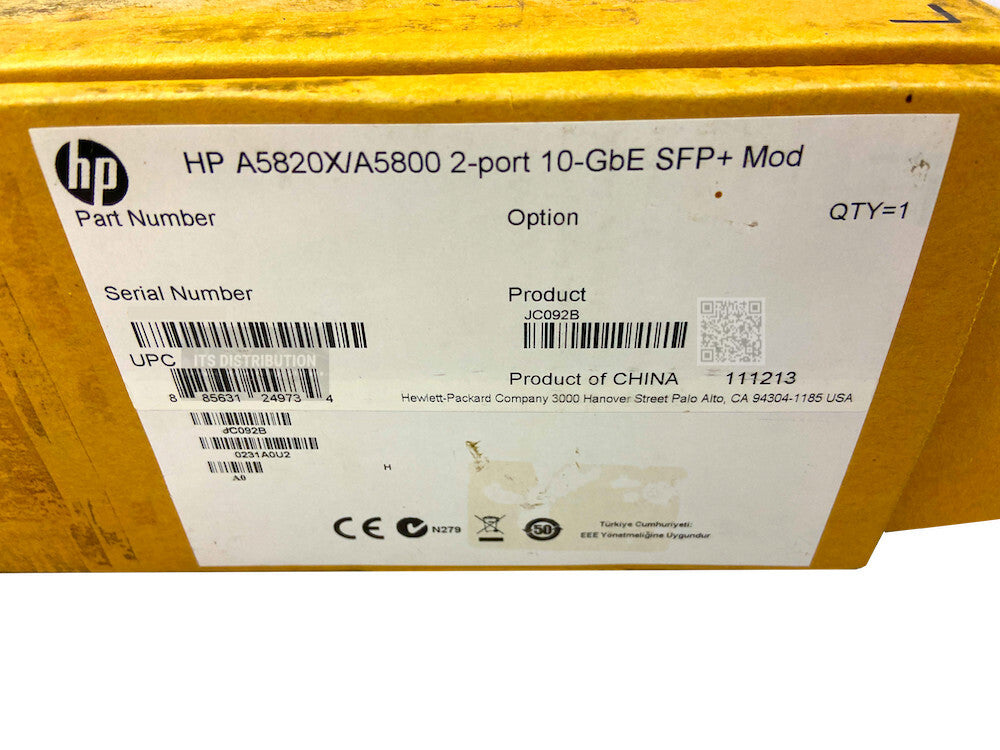 hp
HP A5820X/A5800 2-port 10-GbE SFP+ Mod
Part Number
Option
QTY=1
Serial Number
Product
JC092B
UPC
ITS DISTRIBUTION
8 85631 24973 4
Product of CHINA 111213
Hewlett-Packard Company 3000 Hanover Street Palo Alto, CA 94304-1185 USA
JC092B
0231A0U2
A0
H
CE
N279
50
Türkiye Cumhuriyeti:
EEE Yönetmeliğine Uygundur